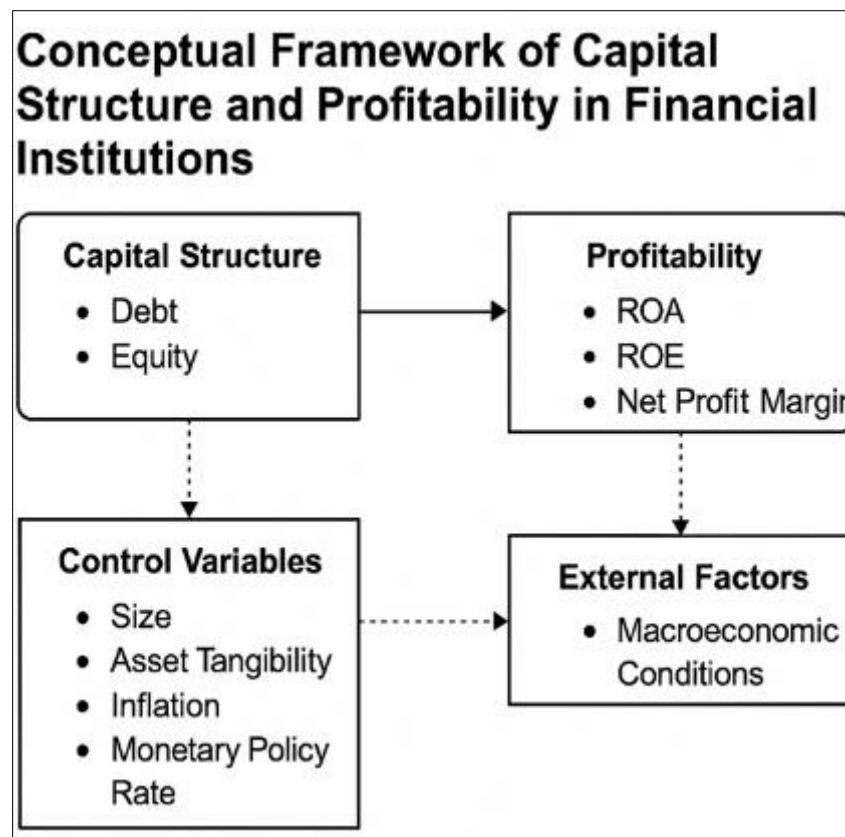 Conceptual Framework of Capital
Structure and Profitability in Financial
Institutions
Capital Structure
• Debt
• Equity
Profitability
• ROA
• ROE
• Net Profit Margin
Control Variables
• Size
• Asset Tangibility
• Inflation
• Monetary Policy
Rate
External Factors
• Macroeconomic
Conditions